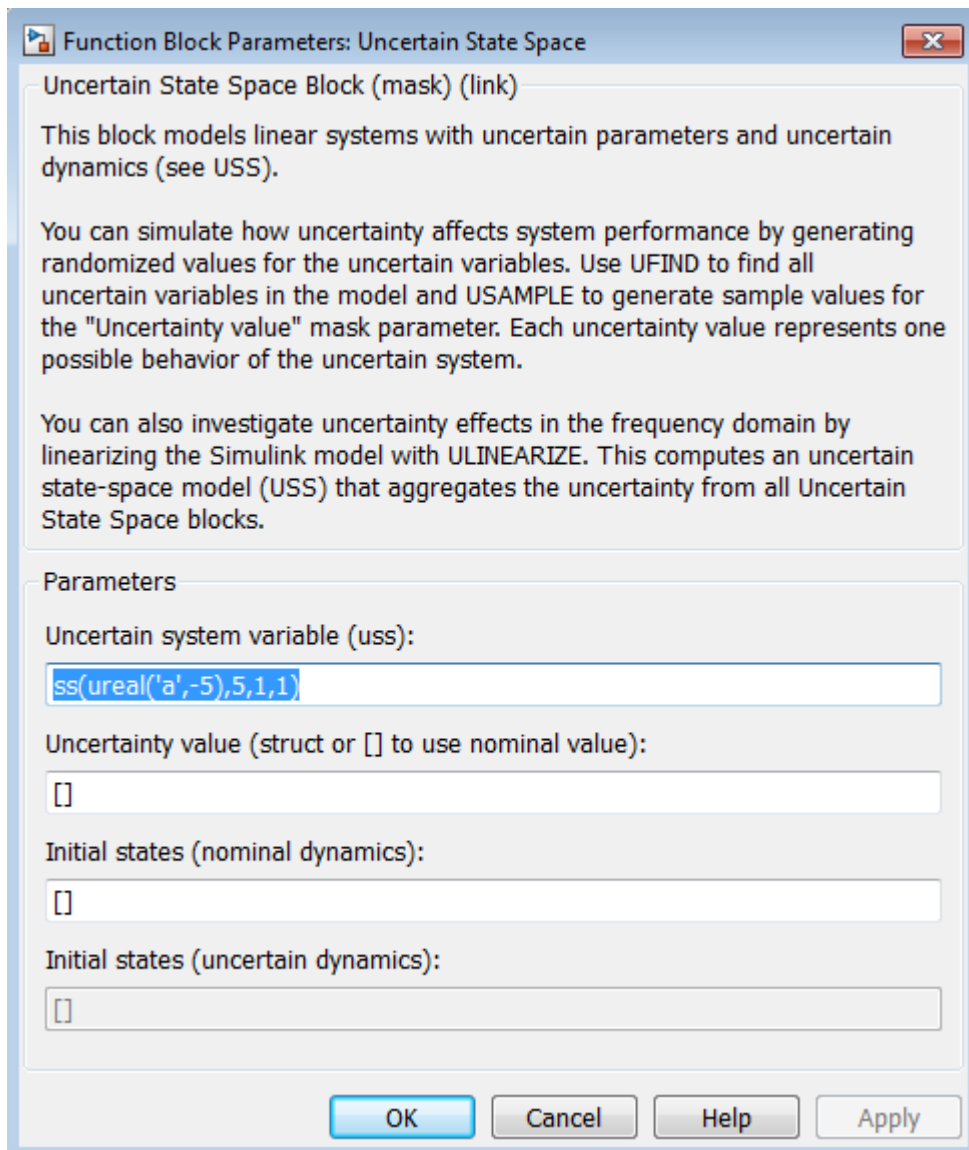 Function Block Parameters: Uncertain State Space
Uncertain State Space Block (mask) (link)
This block models linear systems with uncertain parameters and uncertain
dynamics (see USS).
You can simulate how uncertainty affects system performance by generating
randomized values for the uncertain variables. Use UFIND to find all
uncertain variables in the model and USAMPLE to generate sample values for
the "Uncertainty value" mask parameter. Each uncertainty value represents one
possible behavior of the uncertain system.
You can also investigate uncertainty effects in the frequency domain by
linearizing the Simulink model with ULINEARIZE. This computes an uncertain
state-space model (USS) that aggregates the uncertainty from all Uncertain
State Space blocks.
Parameters
Uncertain system variable (uss):
ss(ureal('a',-5),5,1,1)
Uncertainty value (struct or [] to use nominal value):
[]
Initial states (nominal dynamics):
[]
Initial states (uncertain dynamics):
[]
OK Cancel Help Apply